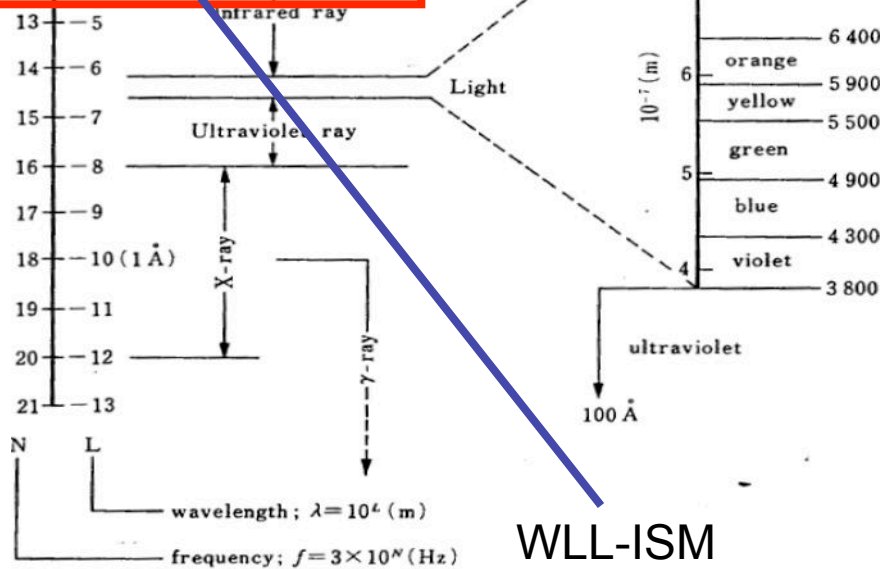 Infrared ray
13 -5
14 -6
Light
15 -7
Ultraviolet ray
16 -8
17 -9
X-ray
18 -10 (1 Å)
19 -11
20 -12
γ-ray
21 -13
N L
wavelength; λ=10ᴸ (m)
frequency; f=3×10ᴺ (Hz)
10⁻⁷ (m)
6 400
orange
6
5 900
yellow
5 500
green
5
4 900
blue
4 300
violet
4
3 800
ultraviolet
100 Å
WLL-ISM